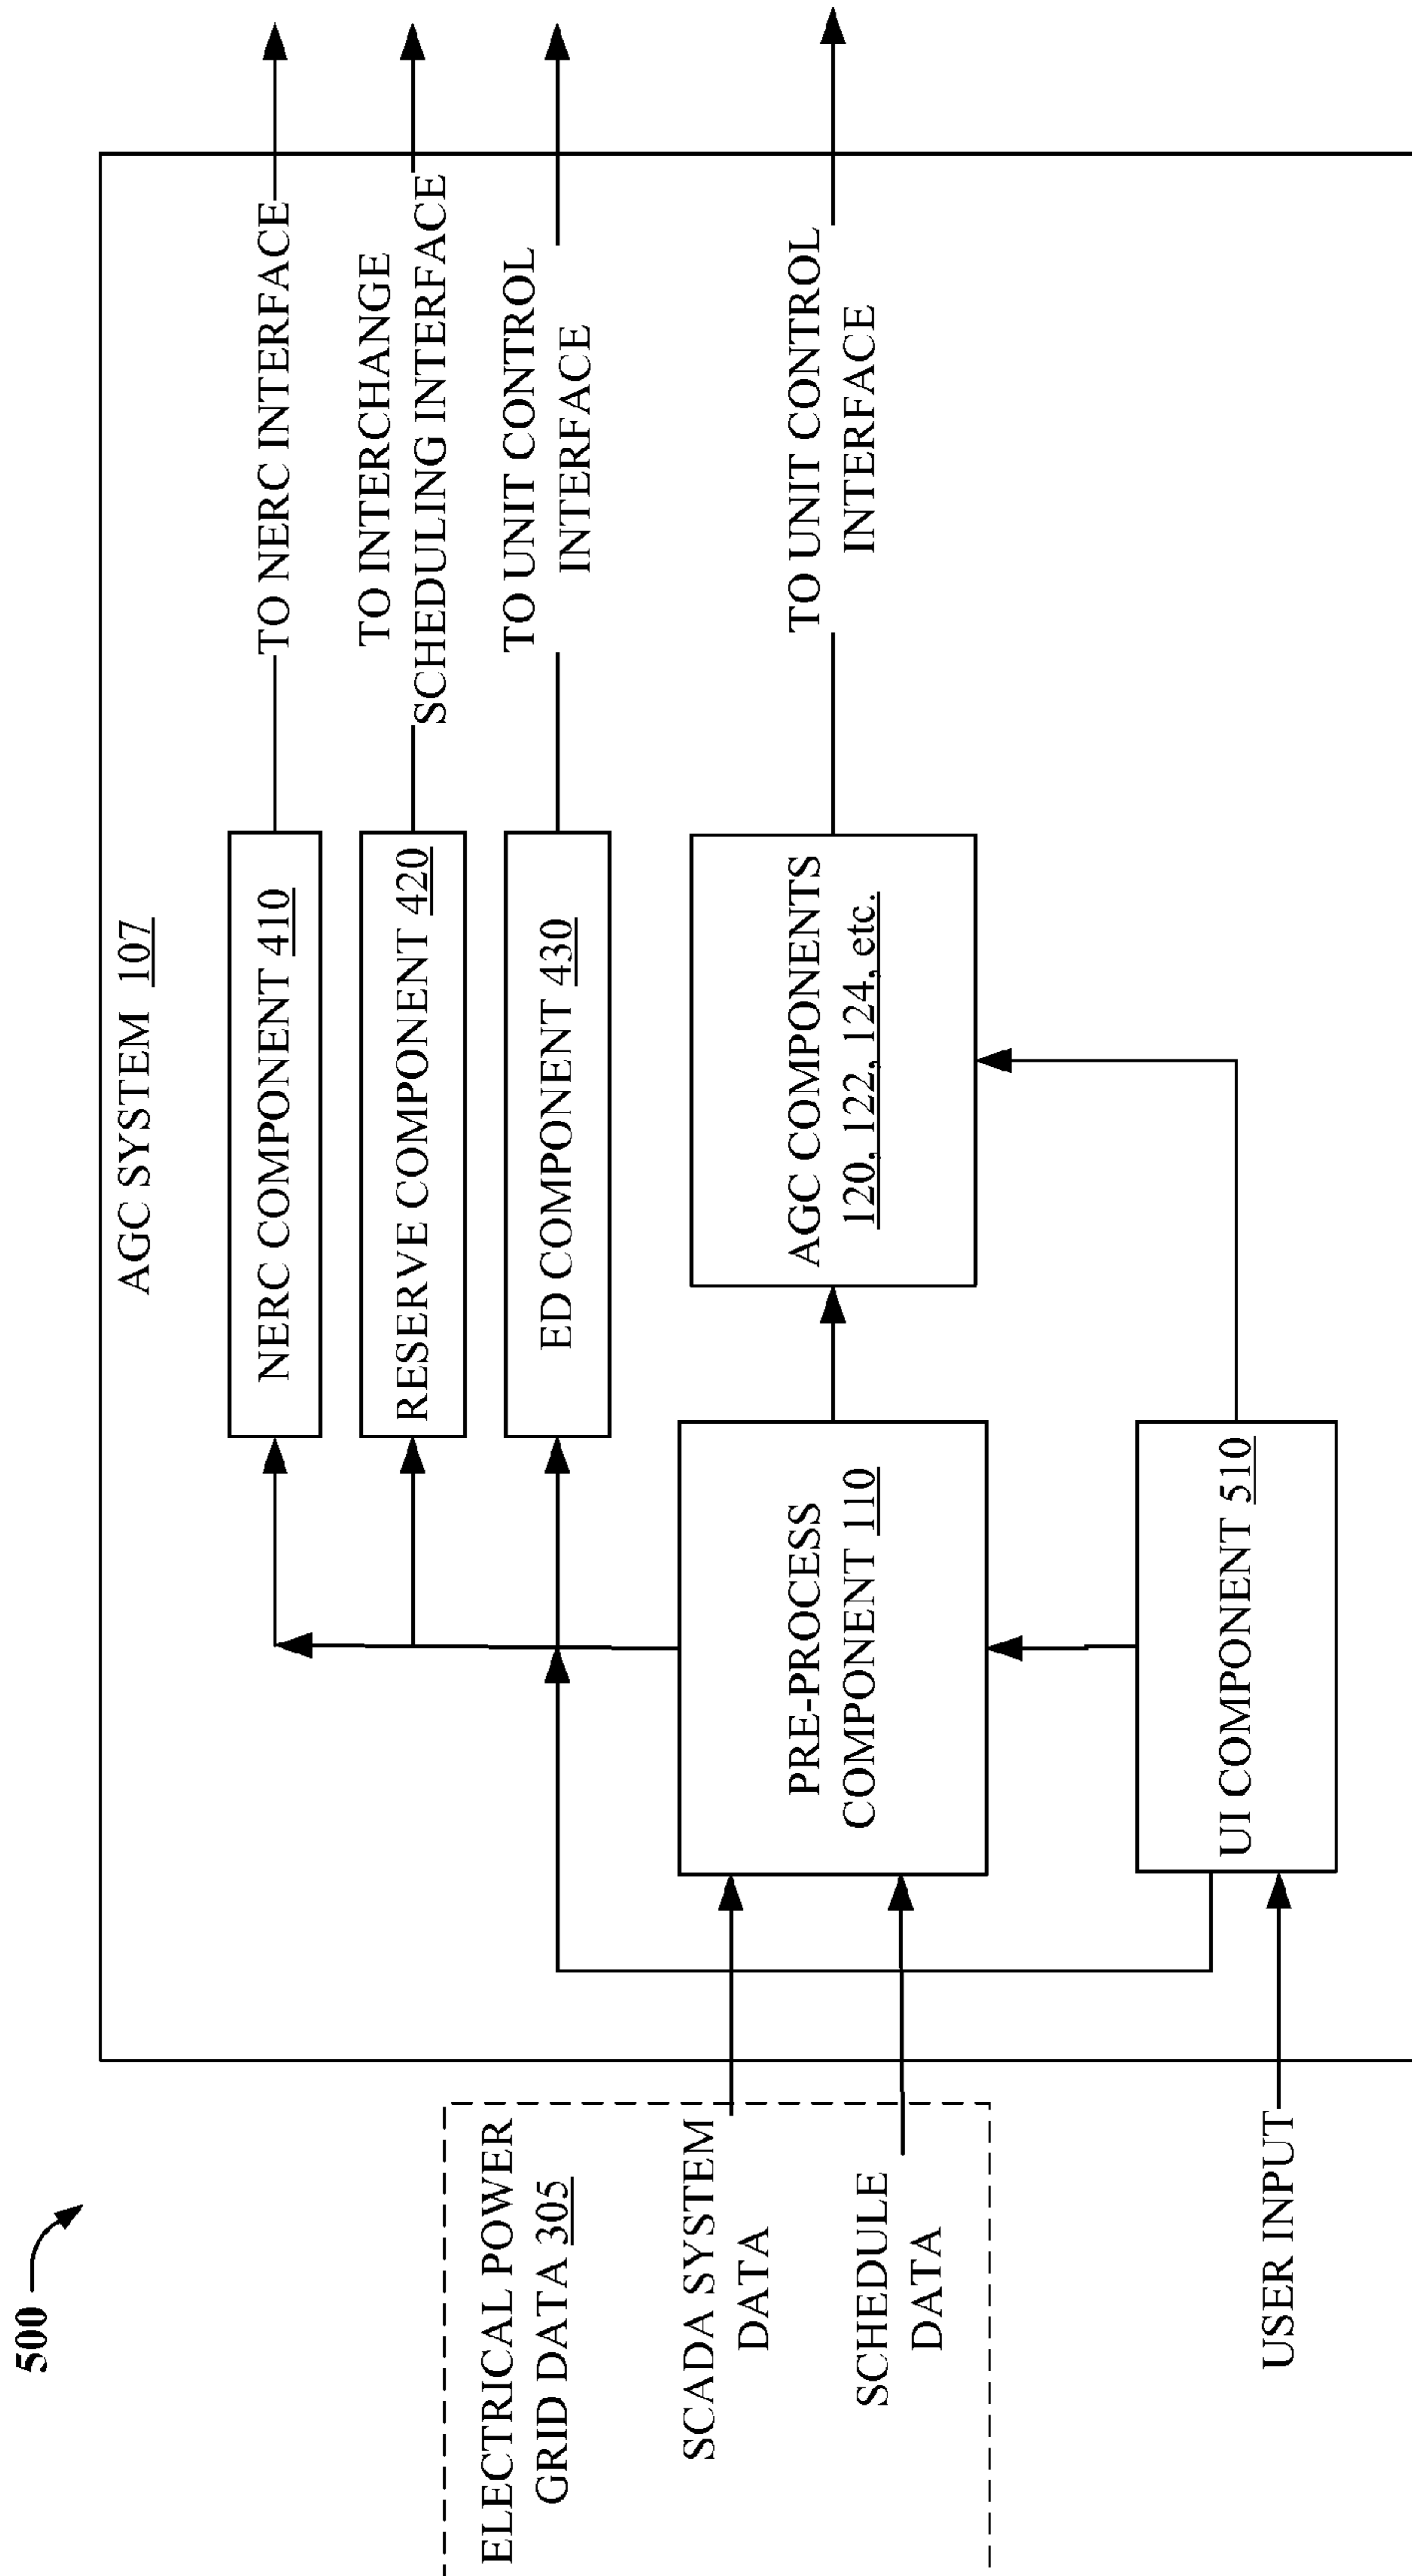 500
AGC SYSTEM 107
ELECTRICAL POWER
GRID DATA 305
SCADA SYSTEM
DATA
SCHEDULE
DATA
USER INPUT
NERC COMPONENT 410
RESERVE COMPONENT 420
ED COMPONENT 430
PRE-PROCESS
COMPONENT 110
AGC COMPONENTS
120, 122, 124, etc.
UI COMPONENT 510
TO NERC INTERFACE
TO INTERCHANGE
SCHEDULING INTERFACE
TO UNIT CONTROL
INTERFACE
TO UNIT CONTROL
INTERFACE